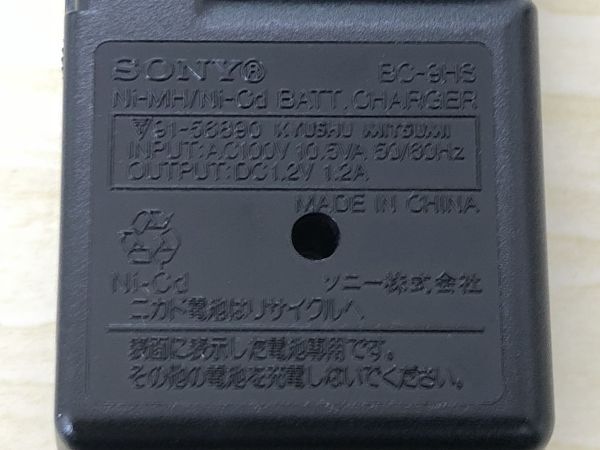 SONY® BC-9HS
Ni-MH/Ni-Cd BATT.CHARGER
91-56890 KYUSHU MITSUMI
INPUT:AC100V 10.5VA 50/60Hz
OUTPUT:DC1.2V 1.2A
MADE IN CHINA
Ni-Cd ソニー株式会社
ニカド電池はリサイクルへ
表面に表示した電池専用です。
その他の電池を充電しないでください。